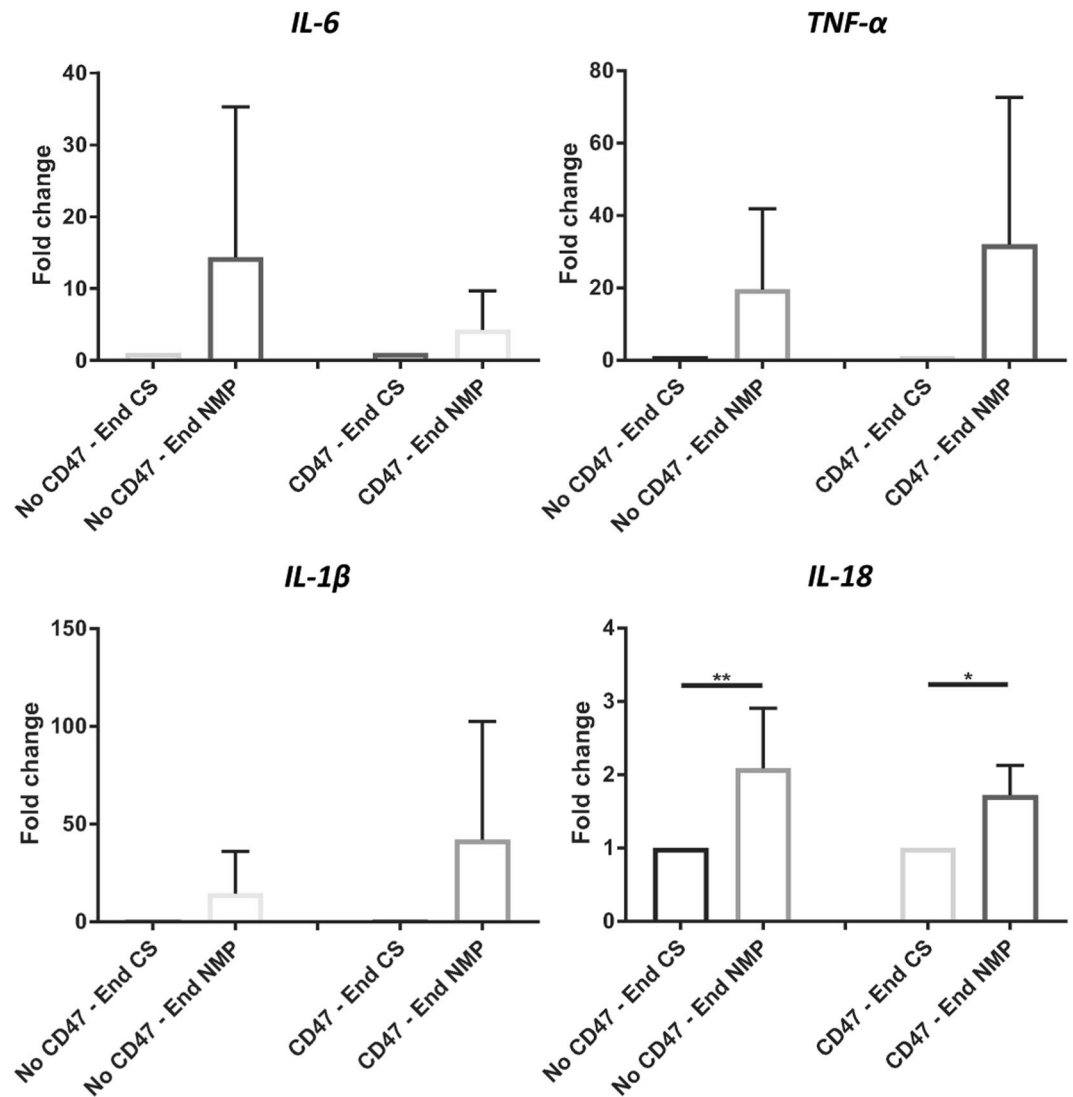 IL-6
Fold change
40
30
20
10
0
No CD47 - End CS
No CD47 - End NMP
CD47 - End CS
CD47 - End NMP
TNF-α
Fold change
80
60
40
20
0
No CD47 - End CS
No CD47 - End NMP
CD47 - End CS
CD47 - End NMP
IL-1β
Fold change
150
100
50
0
No CD47 - End CS
No CD47 - End NMP
CD47 - End CS
CD47 - End NMP
IL-18
Fold change
4
3
2
1
0
**
*
No CD47 - End CS
No CD47 - End NMP
CD47 - End CS
CD47 - End NMP